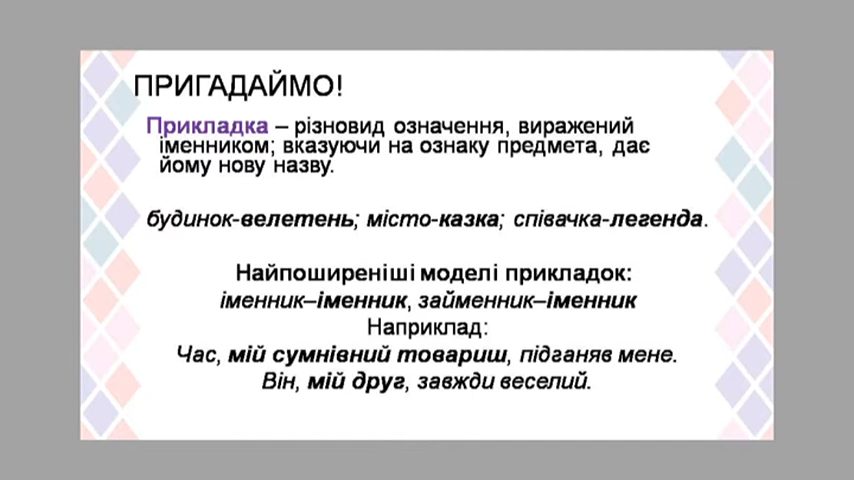 ПРИГАДАЙМО!
Прикладка – різновид означення, виражений
іменником; вказуючи на ознаку предмета, дає
йому нову назву.
будинок-велетень; місто-казка; співачка-легенда.
Найпоширеніші моделі прикладок:
іменник–іменник, займенник–іменник
Наприклад:
Час, мій сумнівний товариш, підганяв мене.
Він, мій друг, завжди веселий.